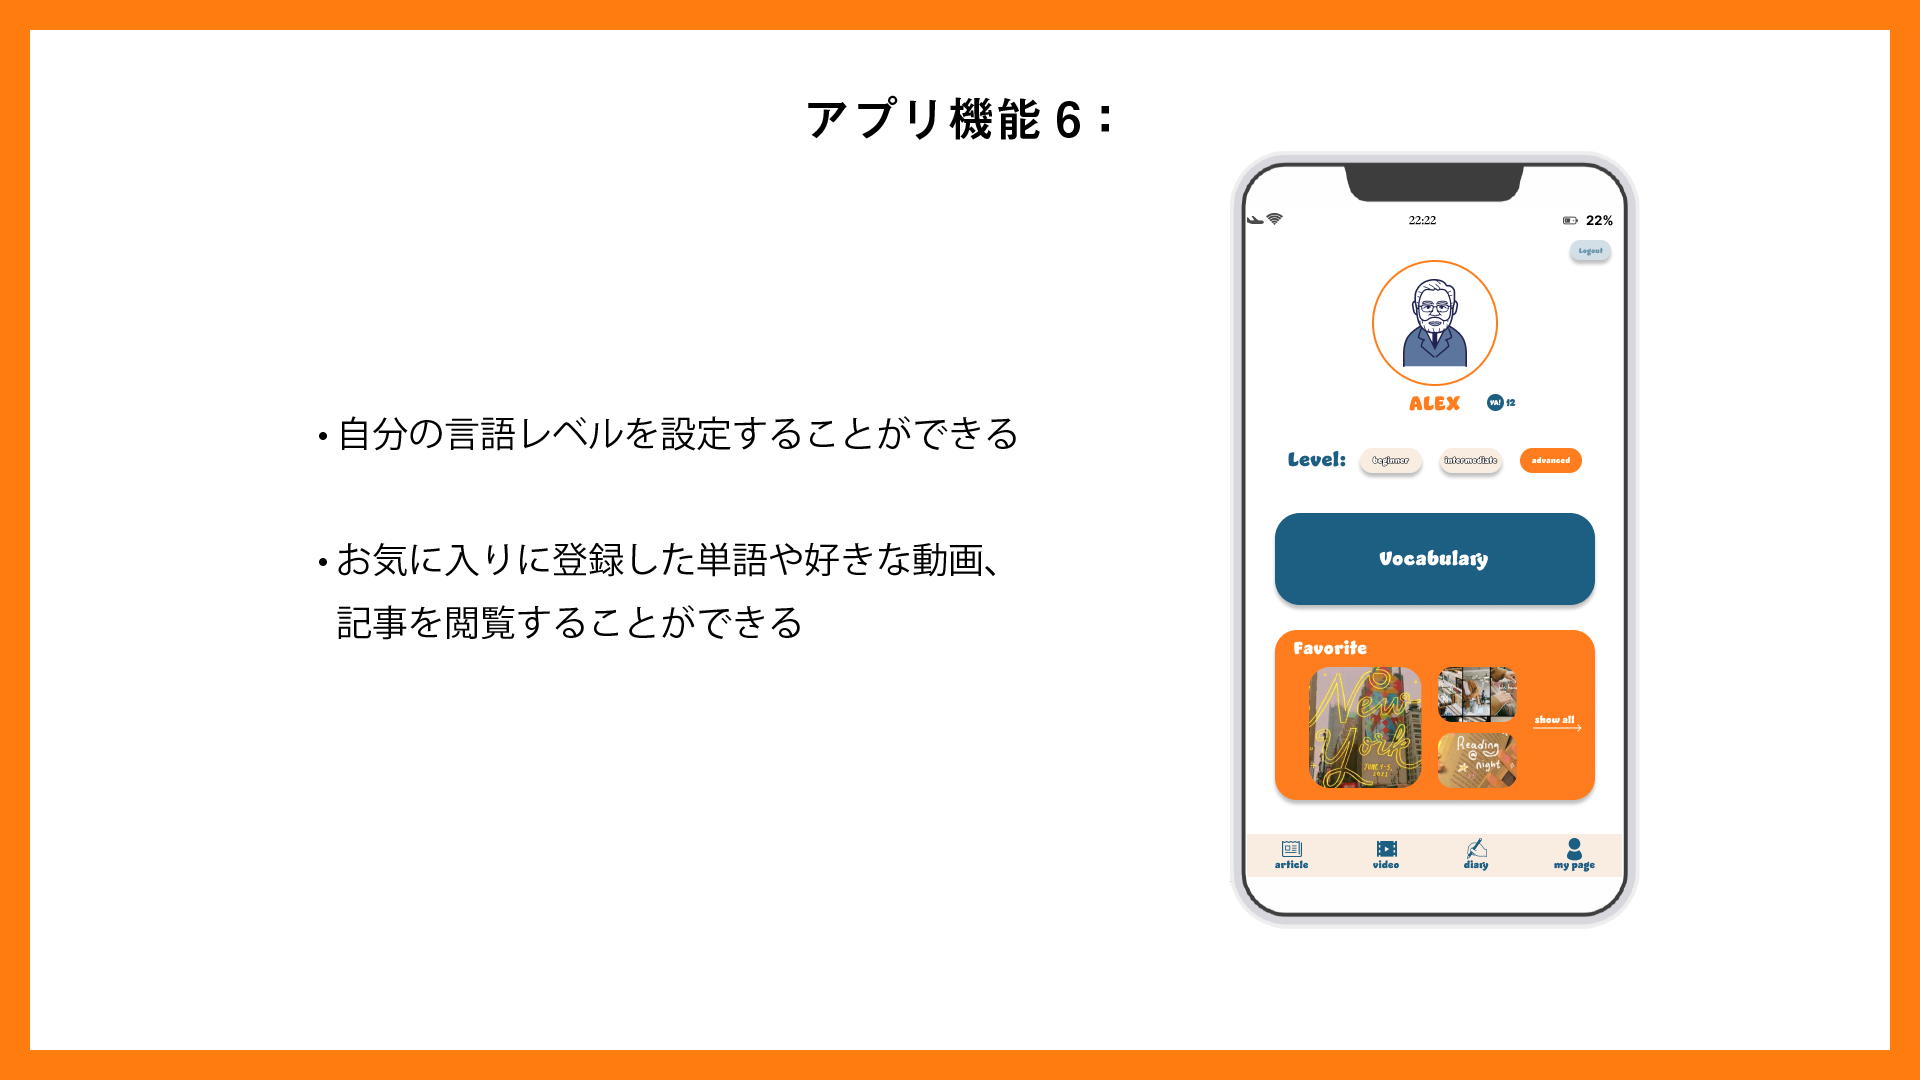 アプリ機能 6：
• 自分の言語レベルを設定することができる
• お気に入りに登録した単語や好きな動画、
記事を閲覧することができる
22:22
22%
Logout
ALEX
YA! 12
Level: beginner intermediate advanced
Vocabulary
Favorite
New
York
JUNE 1-5,
Reading
@
night
show all
article video diary my page